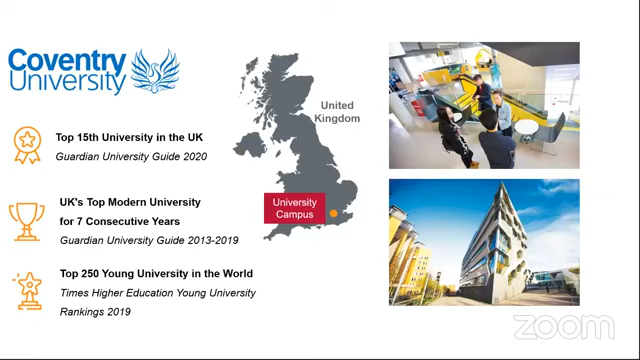 Coventry
University
Top 15th University in the UK
Guardian University Guide 2020
UK's Top Modern University
for 7 Consecutive Years
Guardian University Guide 2013-2019
Top 250 Young University in the World
Times Higher Education Young University
Rankings 2019
United
Kingdom
University
Campus
zoom